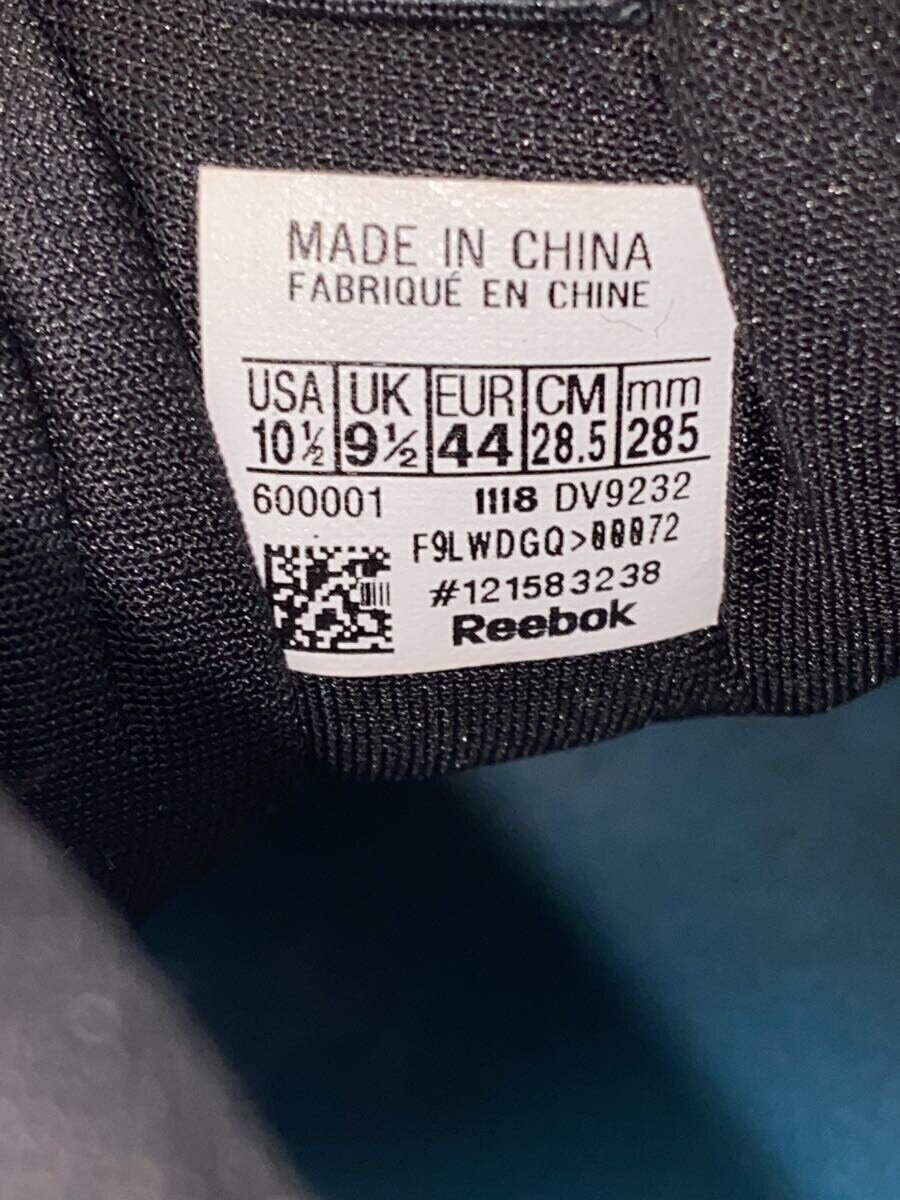 MADE IN CHINA
FABRIQUÉ EN CHINE
USA UK EUR CM mm
10½ 9½ 44 28.5 285
600001 1118 DV9232
F9LWDGQ>00072
#121583238
Reebok